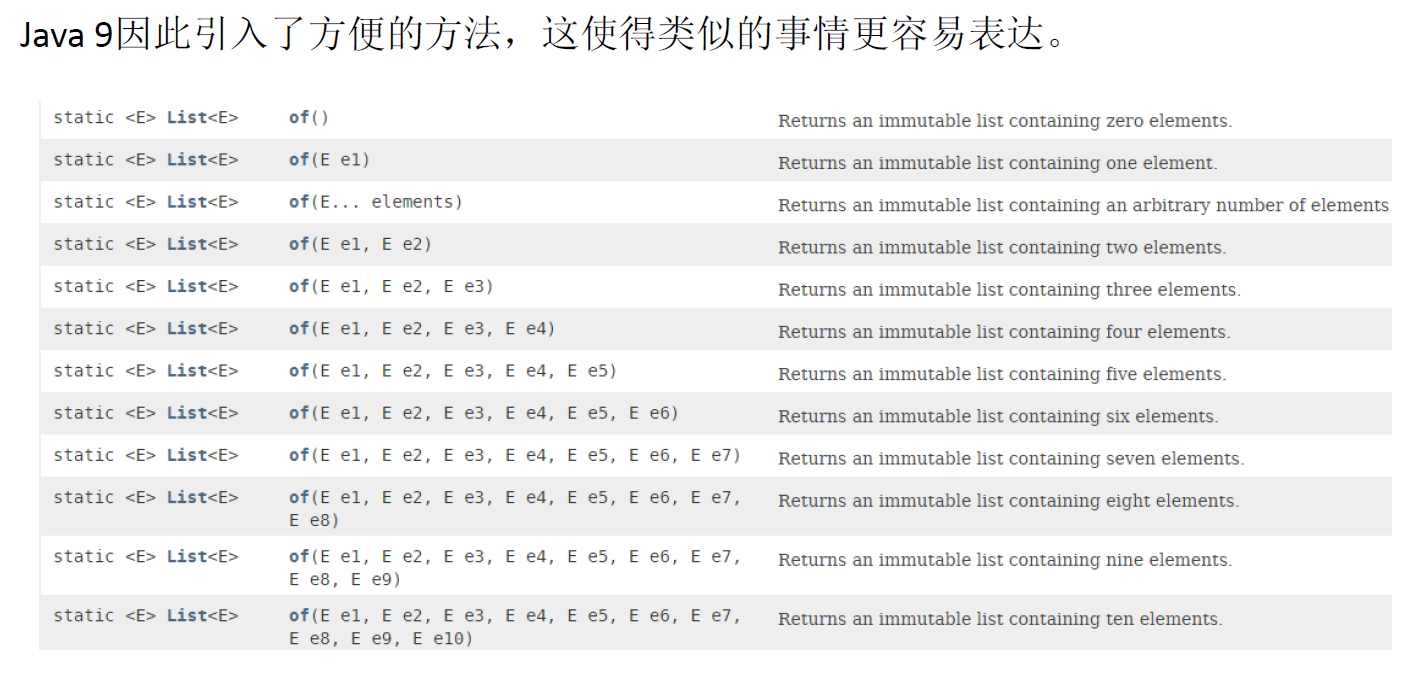 Java 9因此引入了方便的方法，这使得类似的事情更容易表达。
static <E> List<E> of() Returns an immutable list containing zero elements.
static <E> List<E> of(E e1) Returns an immutable list containing one element.
static <E> List<E> of(E... elements) Returns an immutable list containing an arbitrary number of elements
static <E> List<E> of(E e1, E e2) Returns an immutable list containing two elements.
static <E> List<E> of(E e1, E e2, E e3) Returns an immutable list containing three elements.
static <E> List<E> of(E e1, E e2, E e3, E e4) Returns an immutable list containing four elements.
static <E> List<E> of(E e1, E e2, E e3, E e4, E e5) Returns an immutable list containing five elements.
static <E> List<E> of(E e1, E e2, E e3, E e4, E e5, E e6) Returns an immutable list containing six elements.
static <E> List<E> of(E e1, E e2, E e3, E e4, E e5, E e6, E e7) Returns an immutable list containing seven elements.
static <E> List<E> of(E e1, E e2, E e3, E e4, E e5, E e6, E e7, Returns an immutable list containing eight elements.
E e8)
static <E> List<E> of(E e1, E e2, E e3, E e4, E e5, E e6, E e7, Returns an immutable list containing nine elements.
E e8, E e9)
static <E> List<E> of(E e1, E e2, E e3, E e4, E e5, E e6, E e7, Returns an immutable list containing ten elements.
E e8, E e9, E e10)